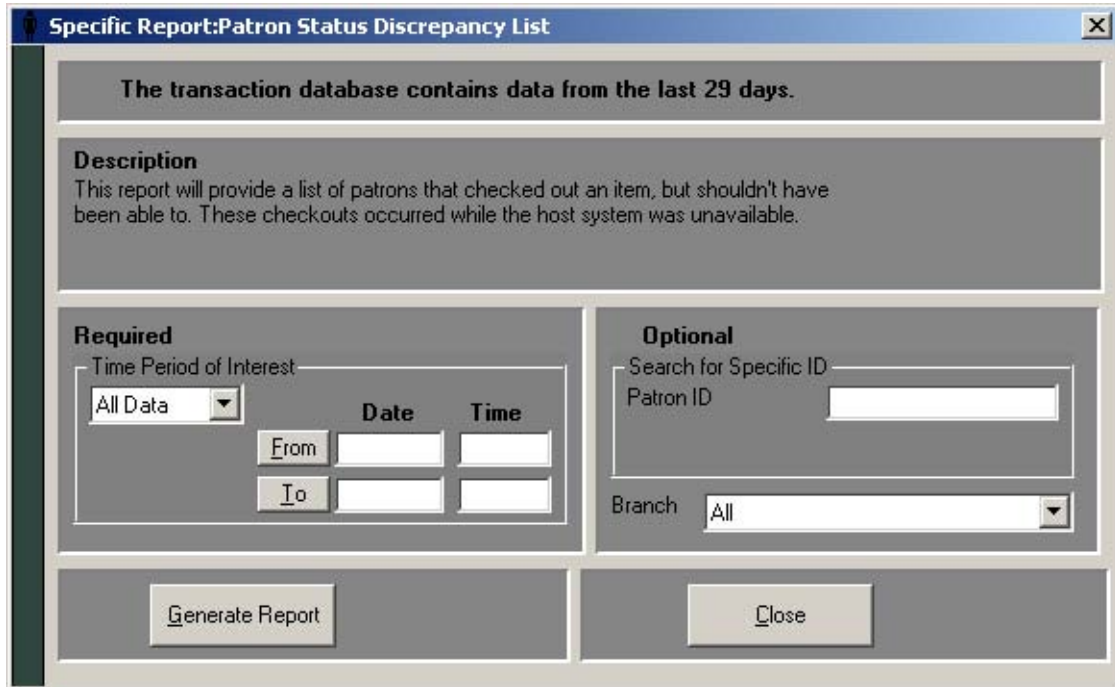 Specific Report:Patron Status Discrepancy List
The transaction database contains data from the last 29 days.
Description
This report will provide a list of patrons that checked out an item, but shouldn't have
been able to. These checkouts occurred while the host system was unavailable.
Required
Time Period of Interest
All Data
Date Time
From
To
Optional
Search for Specific ID
Patron ID
Branch All
Generate Report
Close